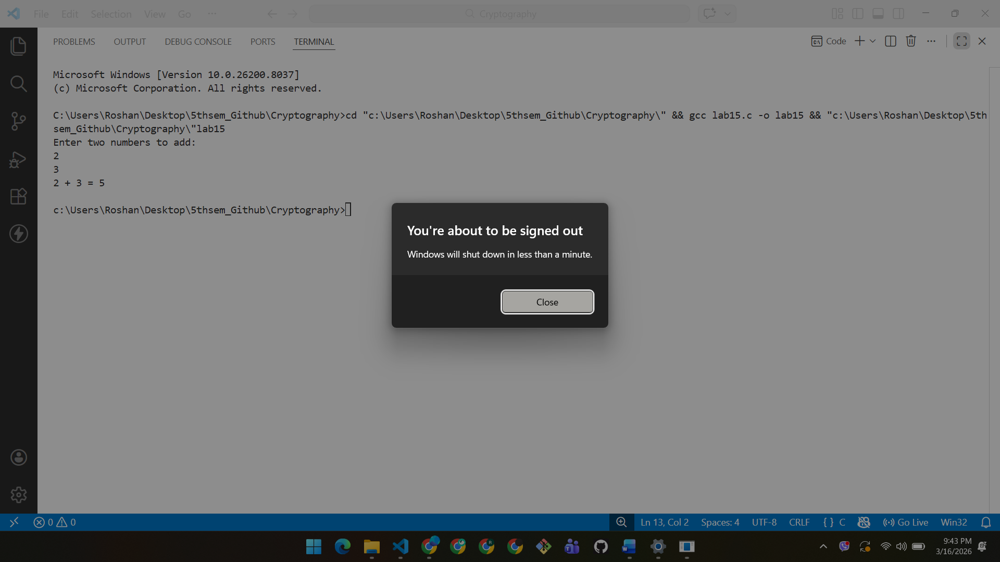 File Edit Selection View Go ··· Cryptography
PROBLEMS OUTPUT DEBUG CONSOLE PORTS TERMINAL Code
Microsoft Windows [Version 10.0.26200.8037]
(c) Microsoft Corporation. All rights reserved.
C:\Users\Roshan\Desktop\5thsem_Github\Cryptography>cd "c:\Users\Roshan\Desktop\5thsem_Github\Cryptography\" && gcc lab15.c -o lab15 && "c:\Users\Roshan\Desktop\5th
sem_Github\Cryptography\"lab15
Enter two numbers to add:
2
3
2 + 3 = 5
c:\Users\Roshan\Desktop\5thsem_Github\Cryptography>
You're about to be signed out
Windows will shut down in less than a minute.
Close
0 0 Ln 13, Col 2 Spaces: 4 UTF-8 CRLF { } C Go Live Win32
9:43 PM
3/16/2026